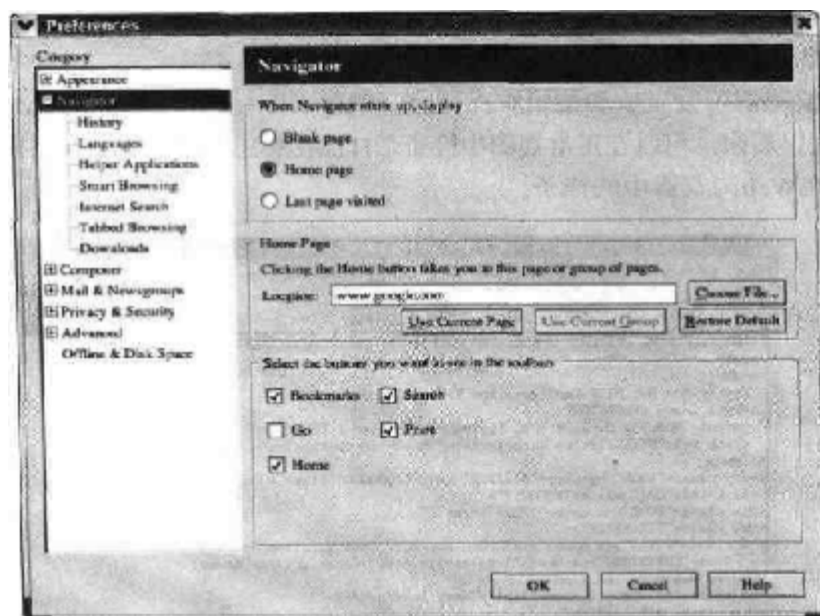 Preferences
Category
Appearance
Navigator
History
Languages
Helper Applications
Smart Browsing
Internet Search
Tabbed Browsing
Downloads
Composer
Mail & Newsgroups
Privacy & Security
Advanced
Offline & Disk Space
Navigator
When Navigator starts up, display
Blank page
Home page
Last page visited
Home Page
Clicking the Home button takes you to this page or group of pages.
Location: www.google.com Choose File...
Use Current Page Use Current Group Restore Default
Select the buttons you want to see in the toolbars
Bookmarks Search
Go Print
Home
OK Cancel Help